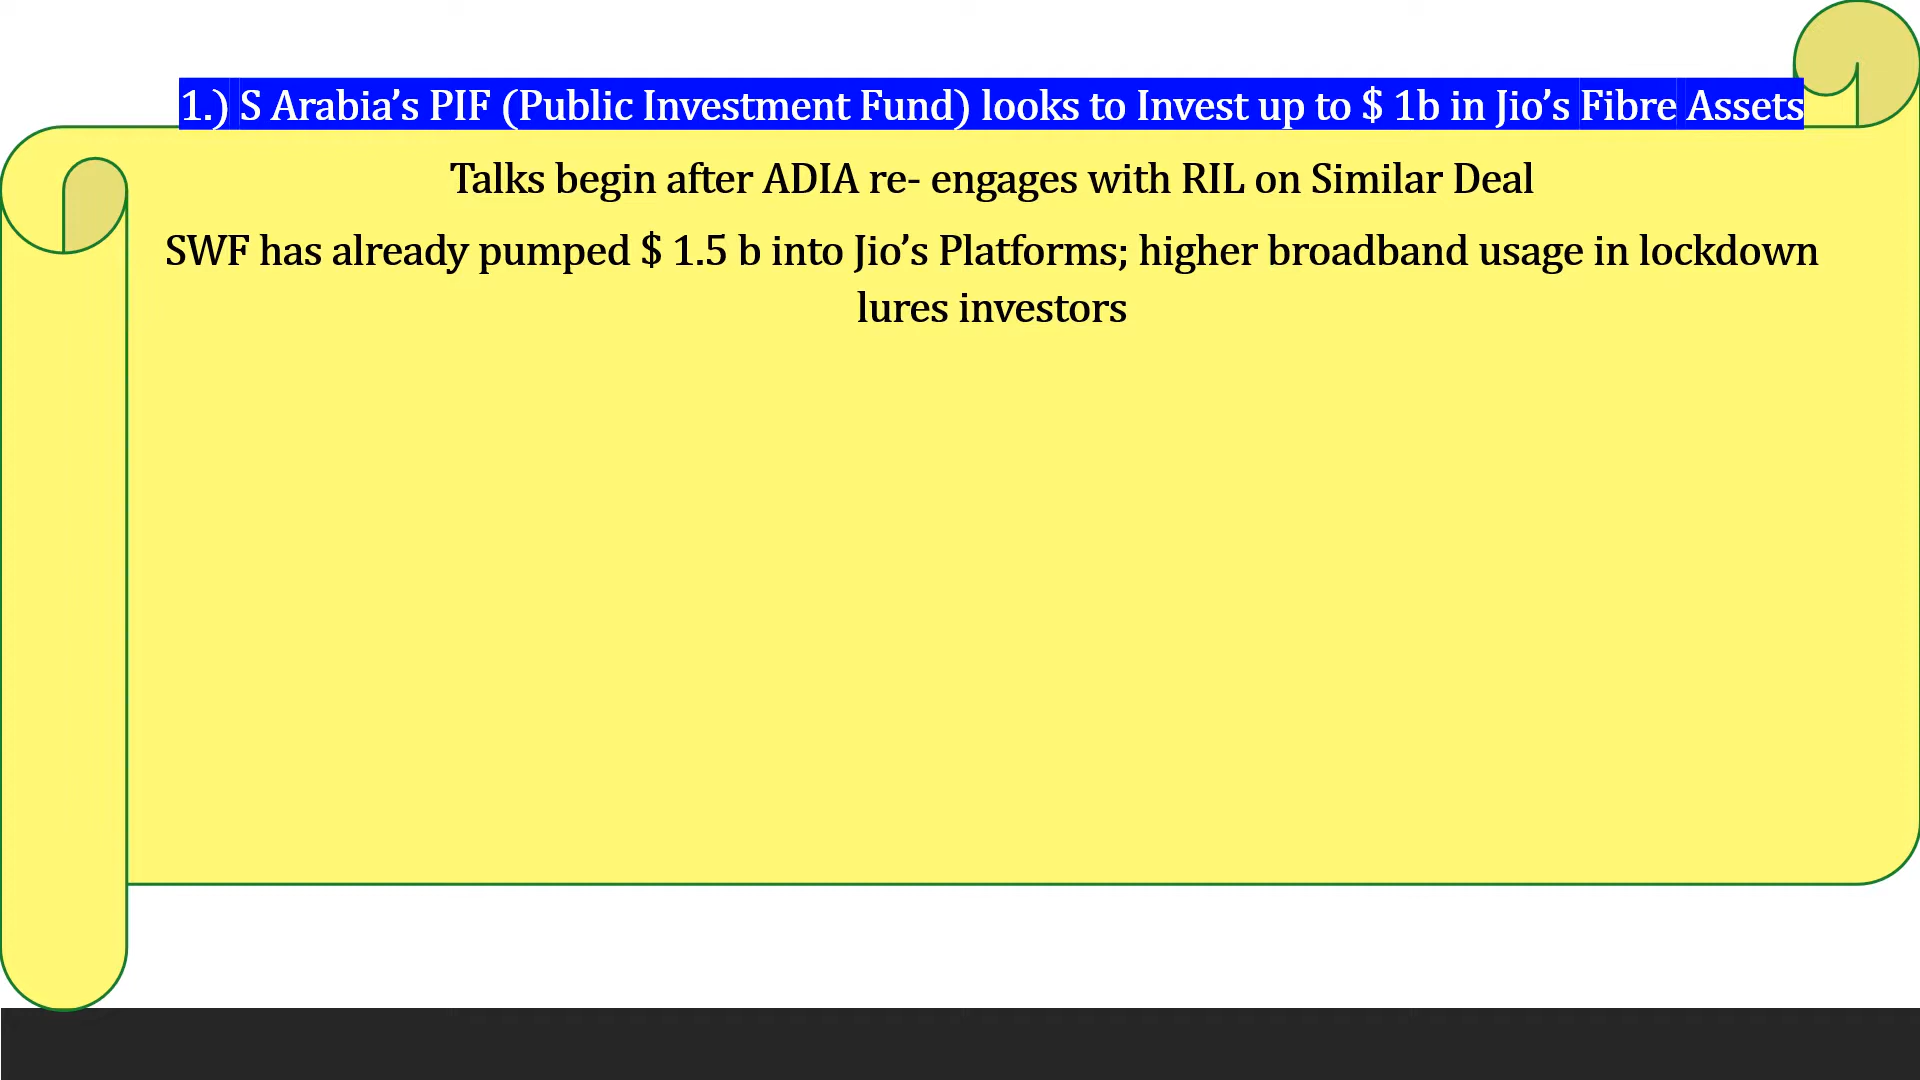 1.) S Arabia’s PIF (Public Investment Fund) looks to Invest up to $ 1b in Jio’s Fibre Assets
Talks begin after ADIA re- engages with RIL on Similar Deal
SWF has already pumped $ 1.5 b into Jio’s Platforms; higher broadband usage in lockdown
lures investors